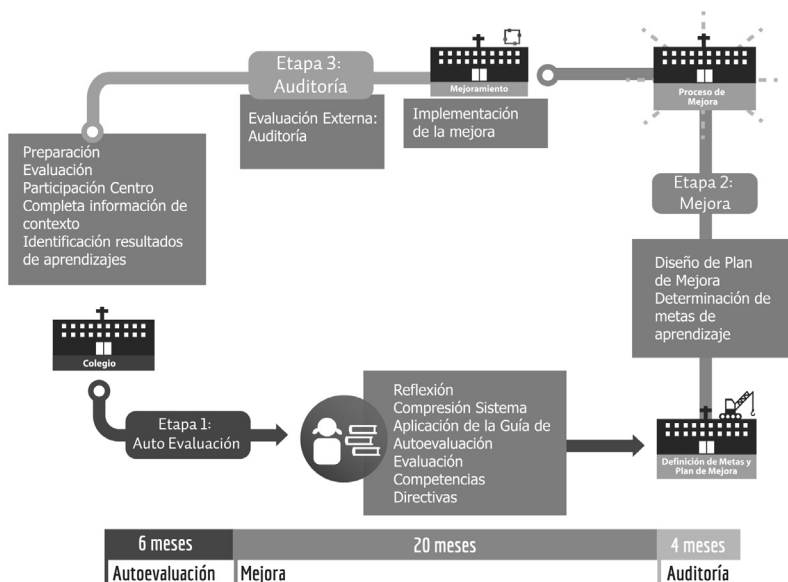 Etapa 3:
Auditoría
Evaluación Externa:
Auditoría
Mejoramiento
Implementación
de la mejora
Proceso de
Mejora
Etapa 2:
Mejora
Preparación
Evaluación
Participación Centro
Completa información de
contexto
Identificación resultados
de aprendizajes
Diseño de Plan
de Mejora
Determinación de
metas de
aprendizaje
Colegio
Etapa 1:
Auto Evaluación
Reflexión
Compresión Sistema
Aplicación de la Guía de
Autoevaluación
Evaluación
Competencias
Directivas
Definición de Metas y
Plan de Mejora
6 meses
20 meses
4 meses
Autoevaluación
Mejora
Auditoría